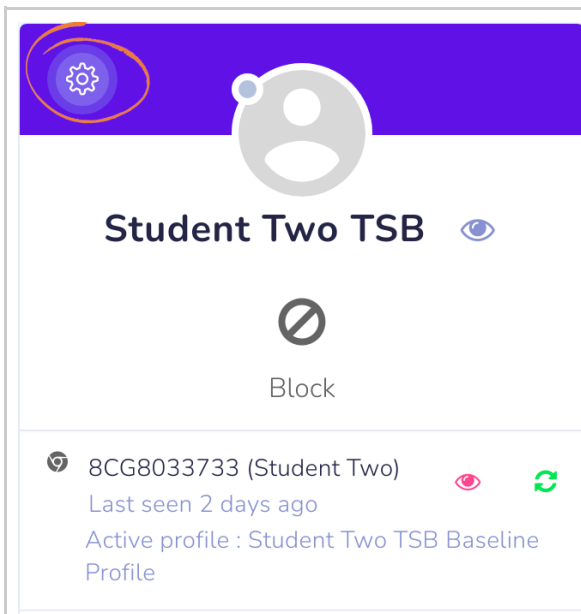 Student Two TSB
Block
8CG8033733 (Student Two)
Last seen 2 days ago
Active profile : Student Two TSB Baseline
Profile